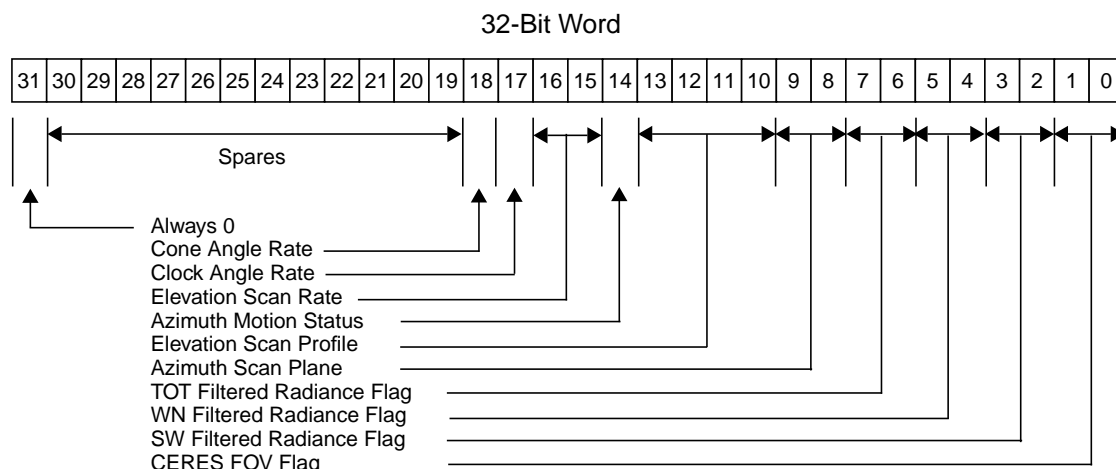 32-Bit Word
31 30 29 28 27 26 25 24 23 22 21 20 19 18 17 16 15 14 13 12 11 10 9 8 7 6 5 4 3 2 1 0
Spares
Always 0
Cone Angle Rate
Clock Angle Rate
Elevation Scan Rate
Azimuth Motion Status
Elevation Scan Profile
Azimuth Scan Plane
TOT Filtered Radiance Flag
WN Filtered Radiance Flag
SW Filtered Radiance Flag
CERES FOV Flag